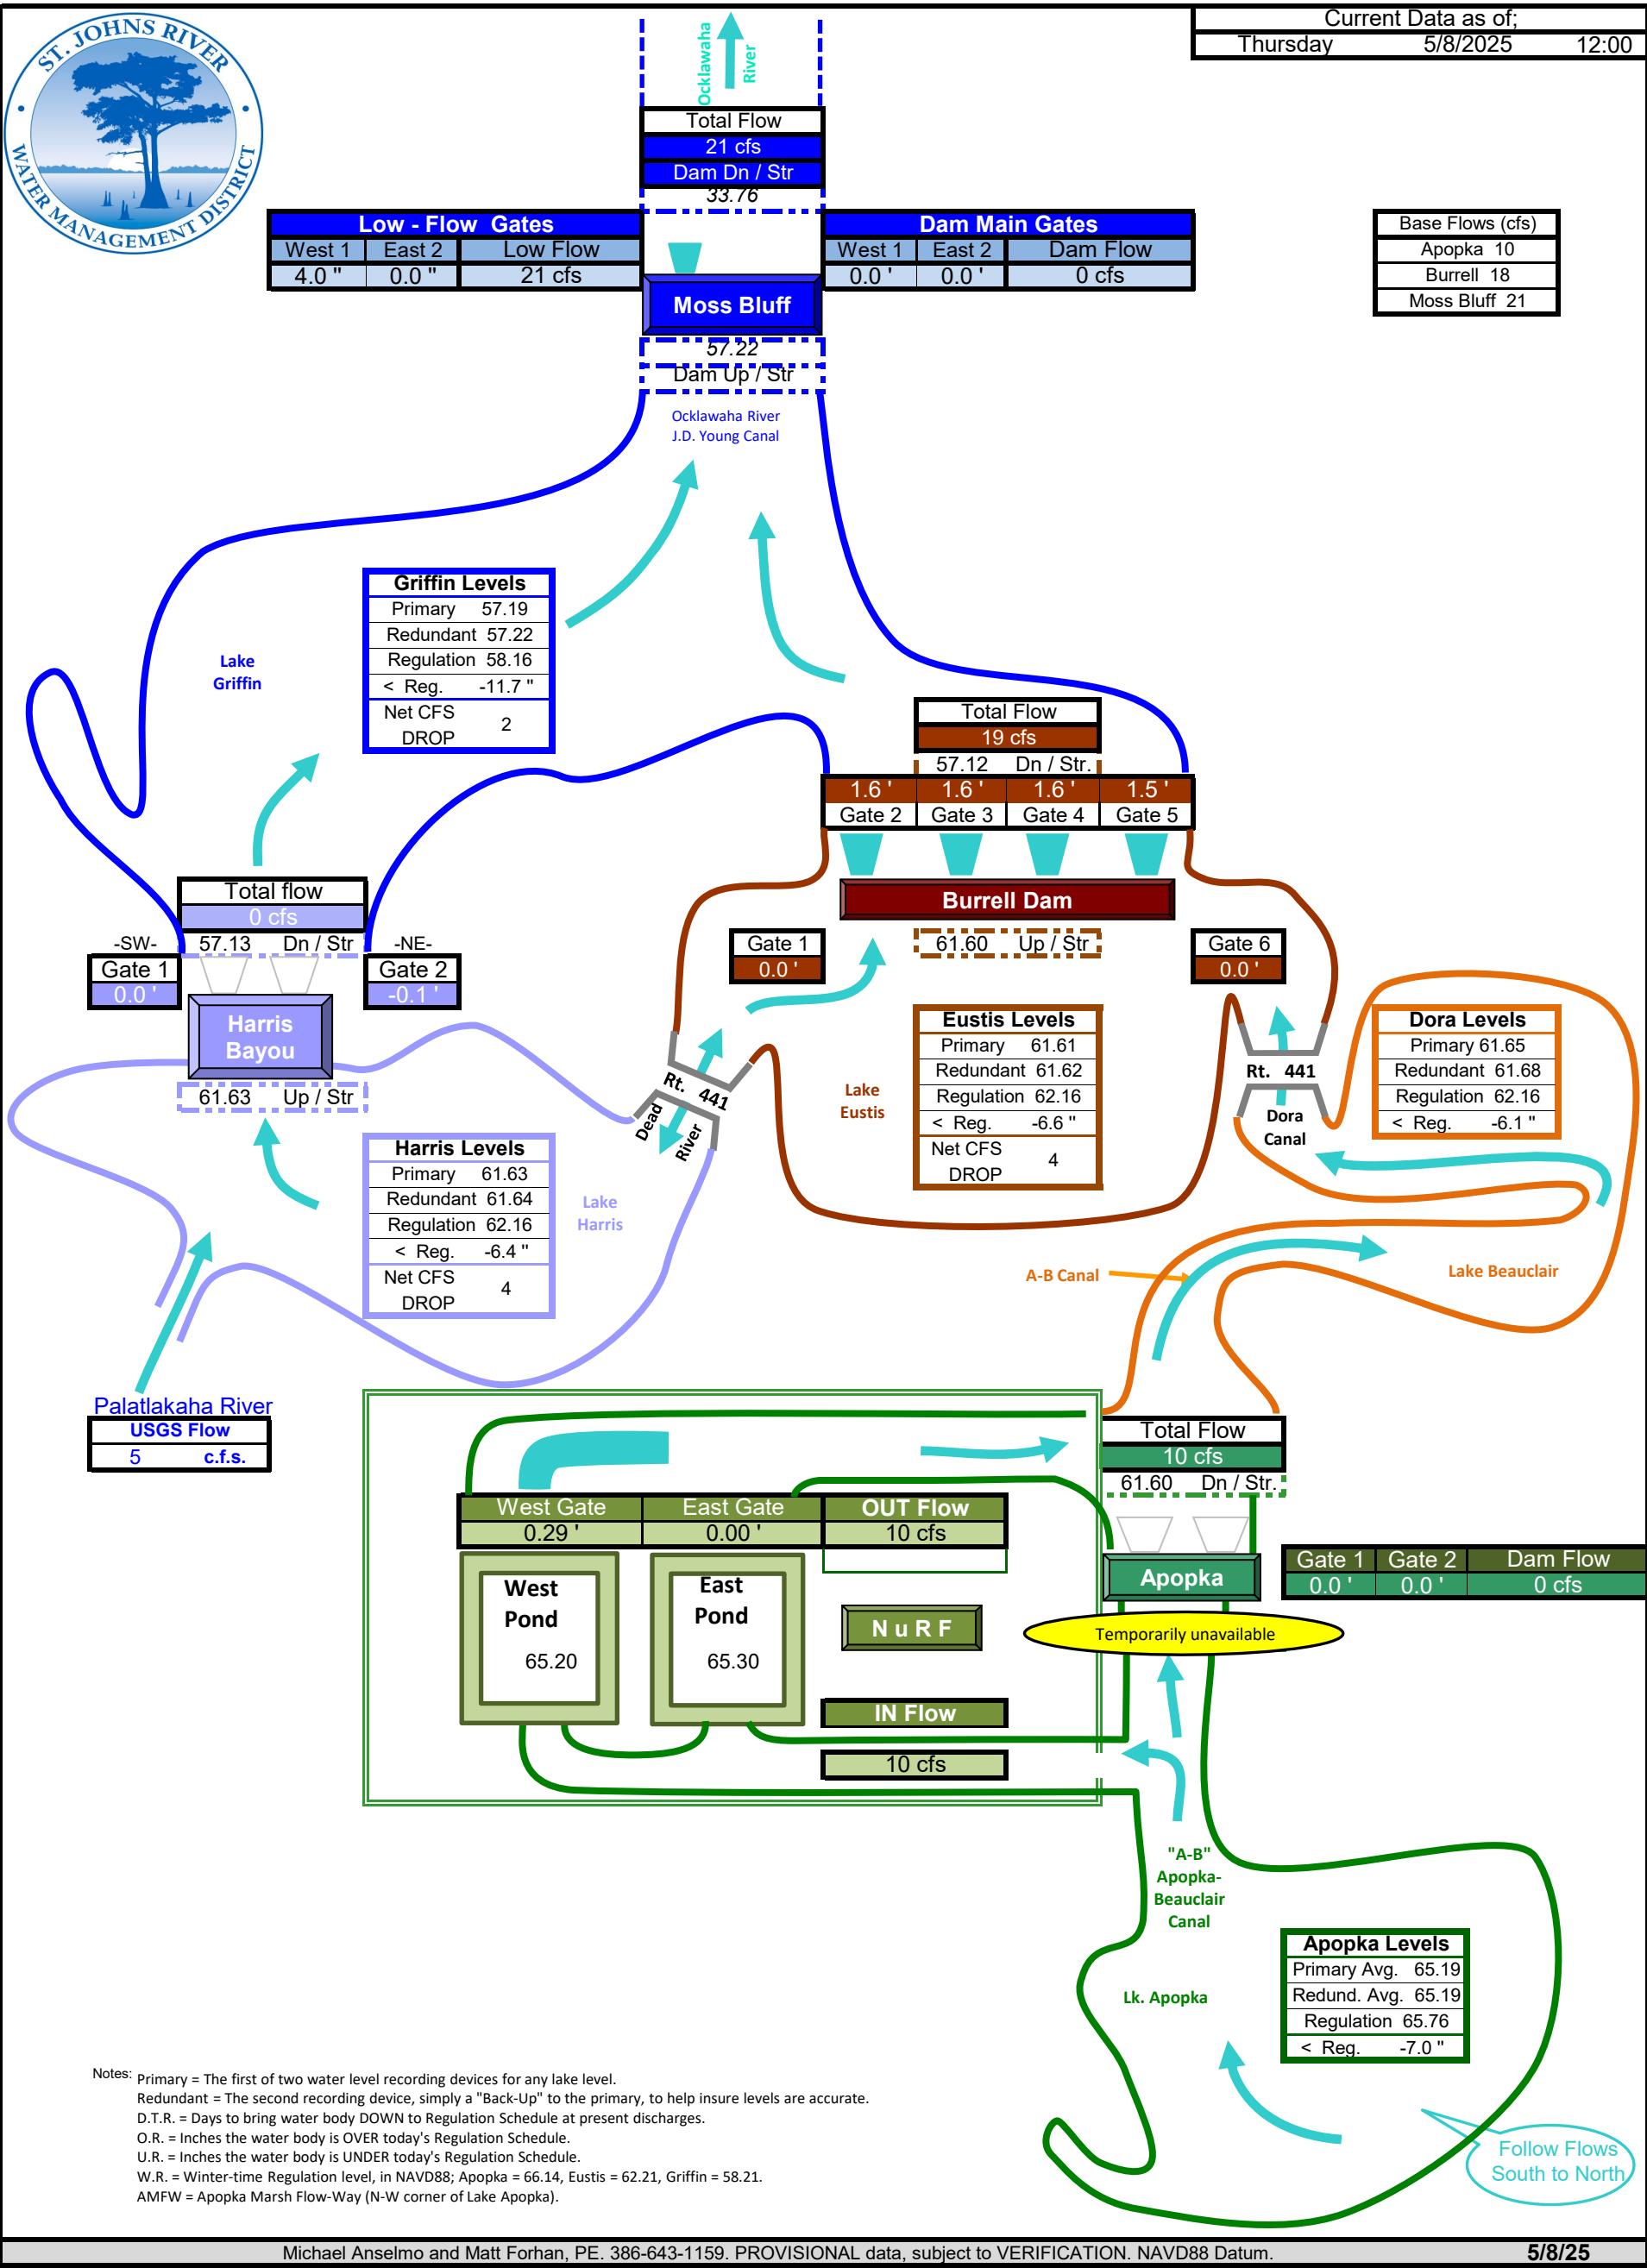 Current Data as of;
Thursday 5/8/2025 12:00
ST. JOHNS RIVER
WATER MANAGEMENT DISTRICT
Ocklawaha
River
Total Flow
21 cfs
Dam Dn / Str
33.76
Low - Flow Gates
West 1 East 2 Low Flow
4.0 " 0.0 " 21 cfs
Dam Main Gates
West 1 East 2 Dam Flow
0.0 ' 0.0 ' 0 cfs
Base Flows (cfs)
Apopka 10
Burrell 18
Moss Bluff 21
Moss Bluff
57.22
Dam Up / Str
Ocklawaha River
J.D. Young Canal
Griffin Levels
Primary 57.19
Redundant 57.22
Regulation 58.16
< Reg. -11.7 "
Net CFS
DROP
2
Lake
Griffin
Total Flow
19 cfs
57.12 Dn / Str.
1.6 ' 1.6 ' 1.6 ' 1.5 '
Gate 2 Gate 3 Gate 4 Gate 5
Burrell Dam
Gate 1
0.0 '
61.60 Up / Str
Gate 6
0.0 '
Total flow
0 cfs
-SW- 57.13 Dn / Str -NE-
Gate 1
0.0 '
Gate 2
-0.1 '
Harris
Bayou
61.63 Up / Str
Eustis Levels
Primary 61.61
Redundant 61.62
Regulation 62.16
< Reg. -6.6 "
Net CFS
DROP
4
Lake
Eustis
Rt. 441
Dead
River
Rt. 441
Dora
Canal
Dora Levels
Primary 61.65
Redundant 61.68
Regulation 62.16
< Reg. -6.1 "
Harris Levels
Primary 61.63
Redundant 61.64
Regulation 62.16
< Reg. -6.4 "
Net CFS
DROP
4
Lake
Harris
A-B Canal
Lake Beauclair
Palatlakaha River
USGS Flow
5 c.f.s.
Total Flow
10 cfs
61.60 Dn / Str.
West Gate East Gate OUT Flow
0.29 ' 0.00 ' 10 cfs
West
Pond
65.20
East
Pond
65.30
N u R F
IN Flow
10 cfs
Apopka
Gate 1 Gate 2 Dam Flow
0.0 ' 0.0 ' 0 cfs
Temporarily unavailable
"A-B"
Apopka-
Beauclair
Canal
Lk. Apopka
Apopka Levels
Primary Avg. 65.19
Redund. Avg. 65.19
Regulation 65.76
< Reg. -7.0 "
Follow Flows
South to North
Notes: Primary = The first of two water level recording devices for any lake level.
Redundant = The second recording device, simply a "Back-Up" to the primary, to help insure levels are accurate.
D.T.R. = Days to bring water body DOWN to Regulation Schedule at present discharges.
O.R. = Inches the water body is OVER today's Regulation Schedule.
U.R. = Inches the water body is UNDER today's Regulation Schedule.
W.R. = Winter-time Regulation level, in NAVD88; Apopka = 66.14, Eustis = 62.21, Griffin = 58.21.
AMFW = Apopka Marsh Flow-Way (N-W corner of Lake Apopka).
Michael Anselmo and Matt Forhan, PE. 386-643-1159. PROVISIONAL data, subject to VERIFICATION. NAVD88 Datum. 5/8/25